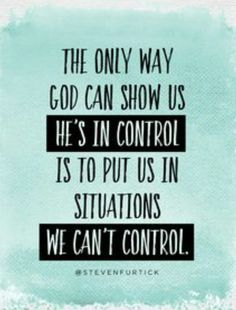 THE ONLY WAY
GOD CAN SHOW US
HE'S IN CONTROL
IS TO PUT US IN
SITUATIONS
WE CAN'T CONTROL.
@STEVENFURTICK